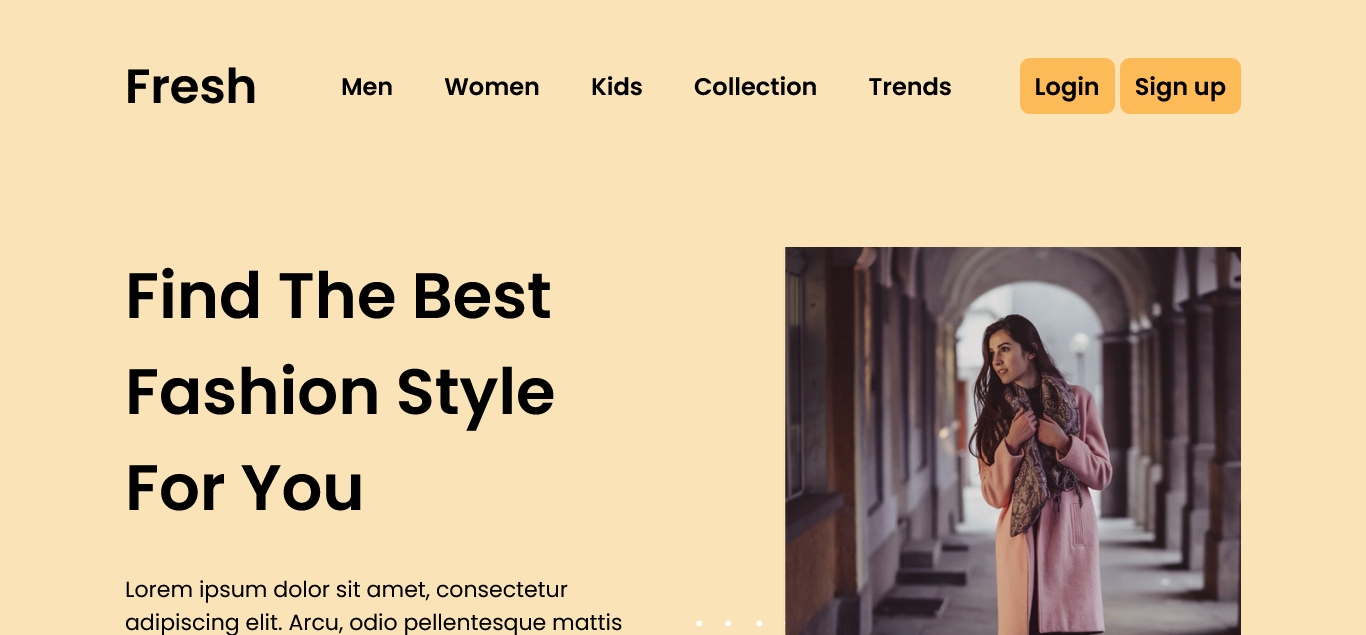 Fresh Men Women Kids Collection Trends Login Sign up
Find The Best
Fashion Style
For You
Lorem ipsum dolor sit amet, consectetur
adipiscing elit. Arcu, odio pellentesque mattis